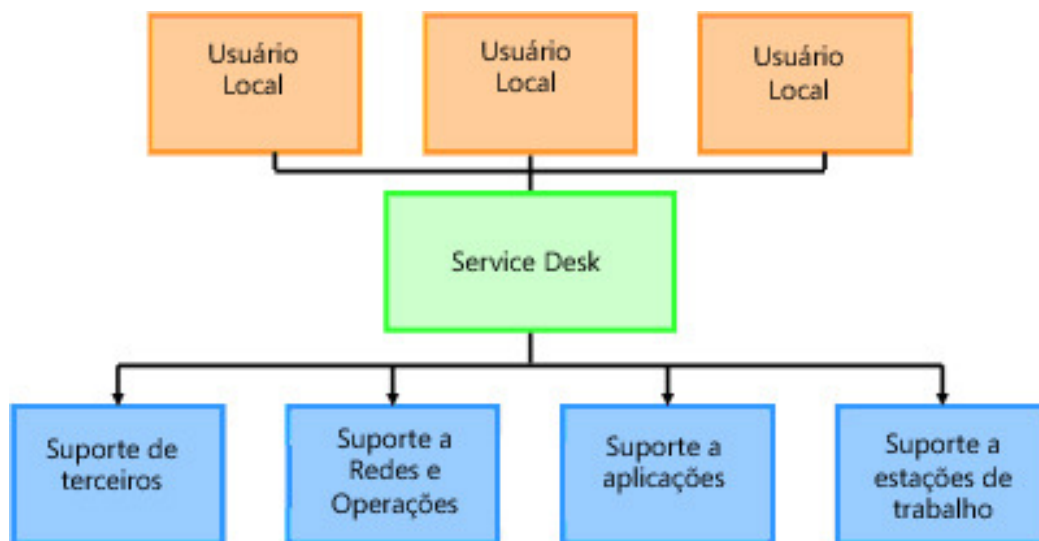 Usuário
Local
Usuário
Local
Usuário
Local
Service Desk
Suporte de
terceiros
Suporte a
Redes e
Operações
Suporte a
aplicações
Suporte a
estações de
trabalho